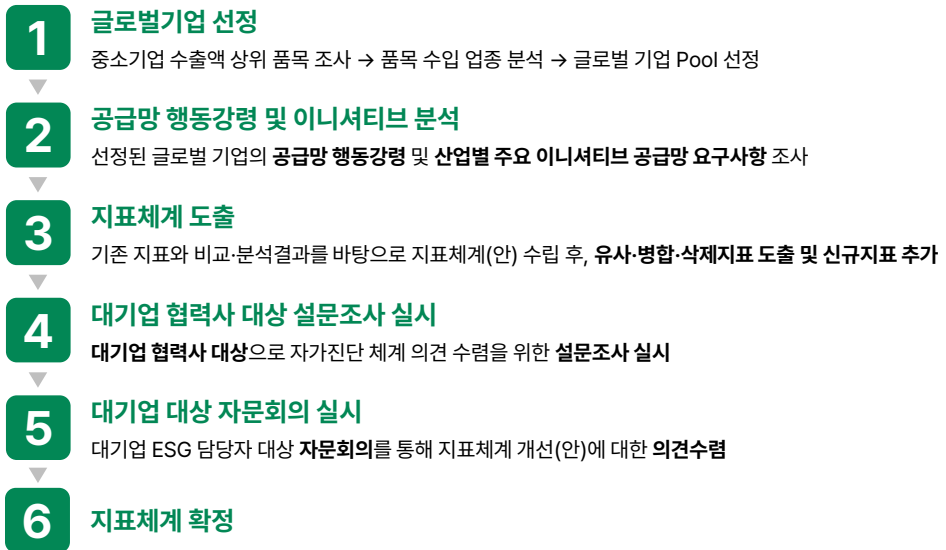 1
글로벌기업 선정
중소기업 수출액 상위 품목 조사 → 품목 수입 업종 분석 → 글로벌 기업 Pool 선정
2
공급망 행동강령 및 이니셔티브 분석
선정된 글로벌 기업의 공급망 행동강령 및 산업별 주요 이니셔티브 공급망 요구사항 조사
3
지표체계 도출
기존 지표와 비교·분석결과를 바탕으로 지표체계(안) 수립 후, 유사·병합·삭제지표 도출 및 신규지표 추가
4
대기업 협력사 대상 설문조사 실시
대기업 협력사 대상으로 자가진단 체계 의견 수렴을 위한 설문조사 실시
5
대기업 대상 자문회의 실시
대기업 ESG 담당자 대상 자문회의를 통해 지표체계 개선(안)에 대한 의견수렴
6
지표체계 확정